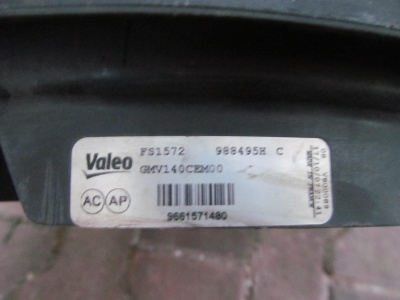 Valeo
FS1572 988495H C
GMV140CEM00
AC AP
9661571480